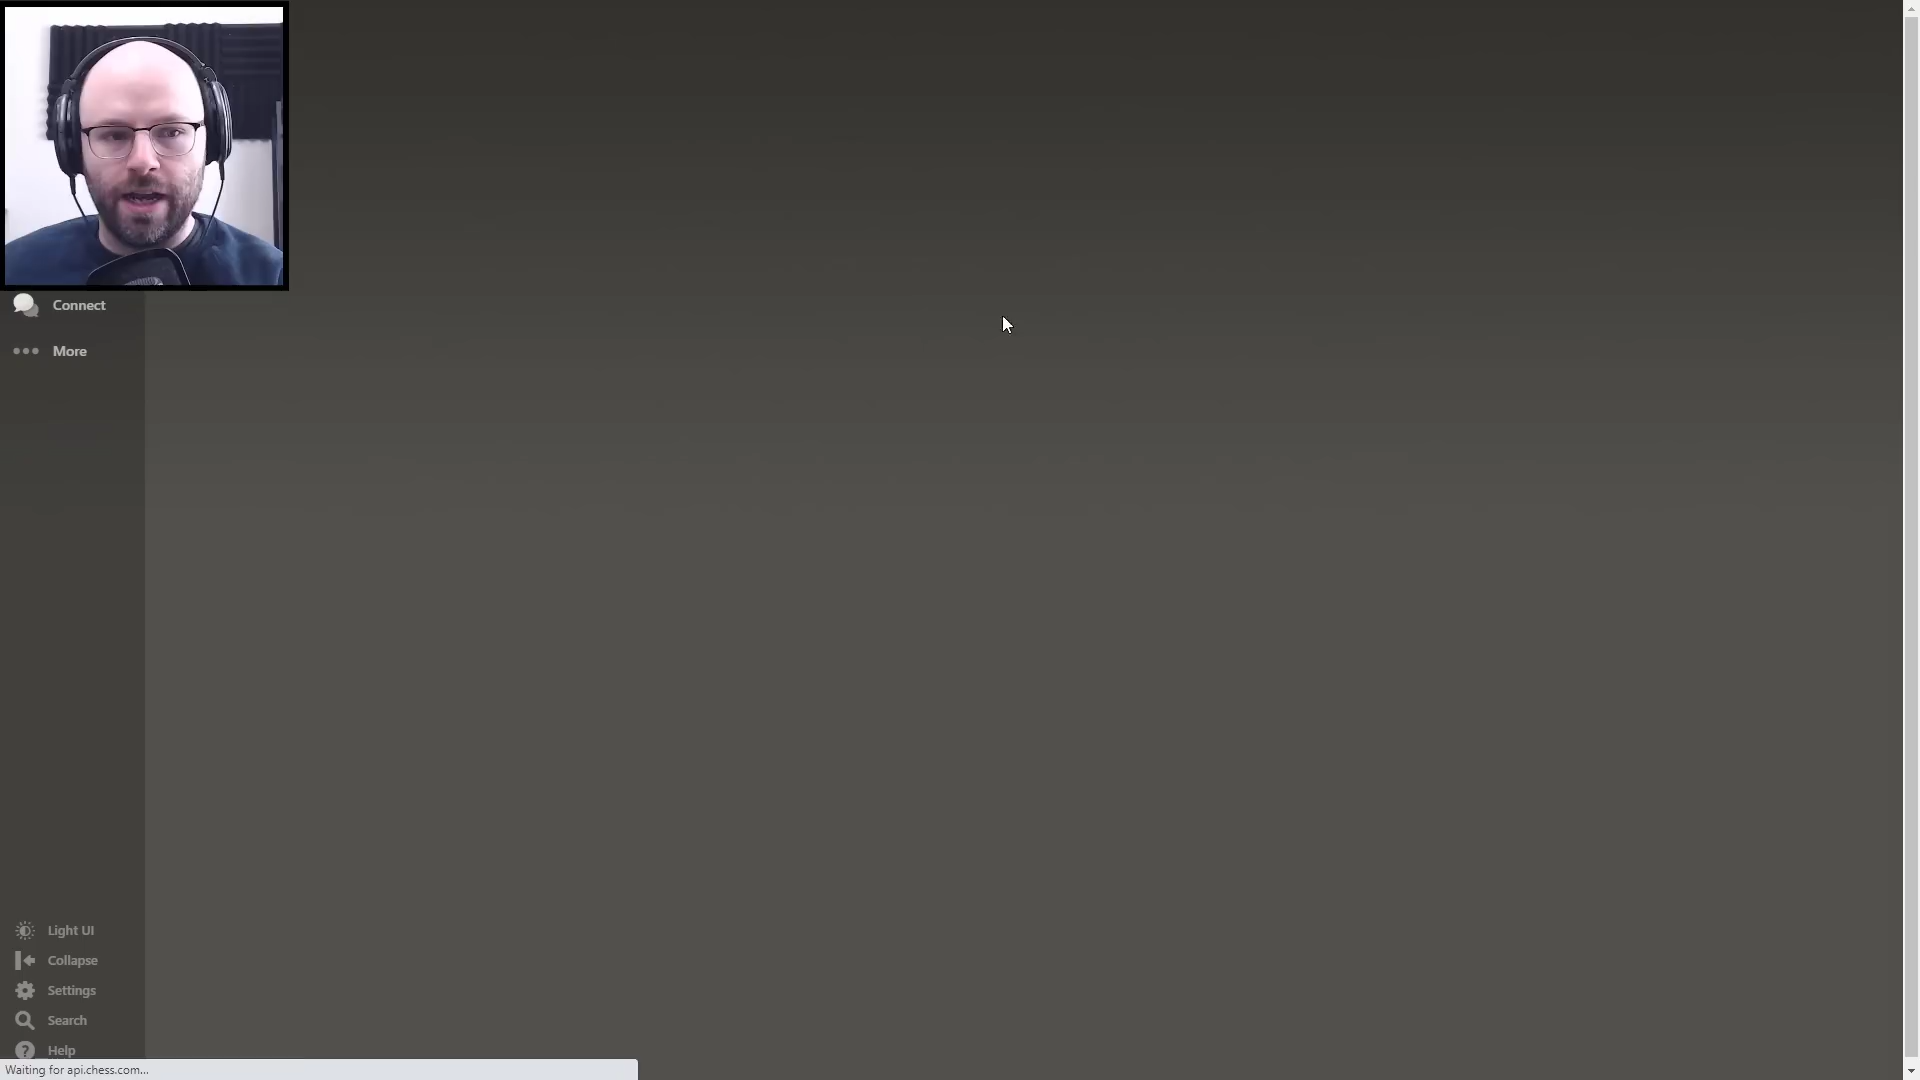 Connect
More
Light UI
Collapse
Settings
Search
Help
Waiting for api.chess.com...